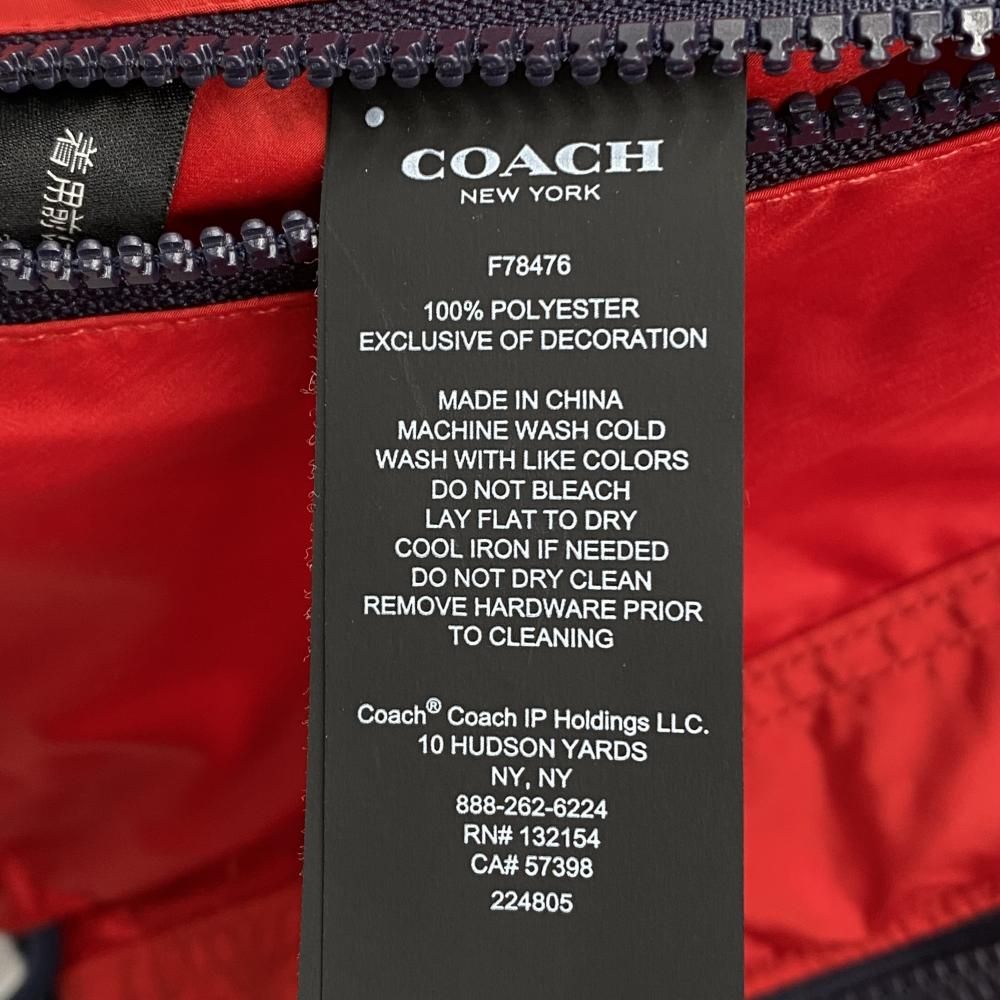 COACH
NEW YORK
F78476
100% POLYESTER
EXCLUSIVE OF DECORATION
MADE IN CHINA
MACHINE WASH COLD
WASH WITH LIKE COLORS
DO NOT BLEACH
LAY FLAT TO DRY
COOL IRON IF NEEDED
DO NOT DRY CLEAN
REMOVE HARDWARE PRIOR
TO CLEANING
Coach® Coach IP Holdings LLC.
10 HUDSON YARDS
NY, NY
888-262-6224
RN# 132154
CA# 57398
224805
着用前